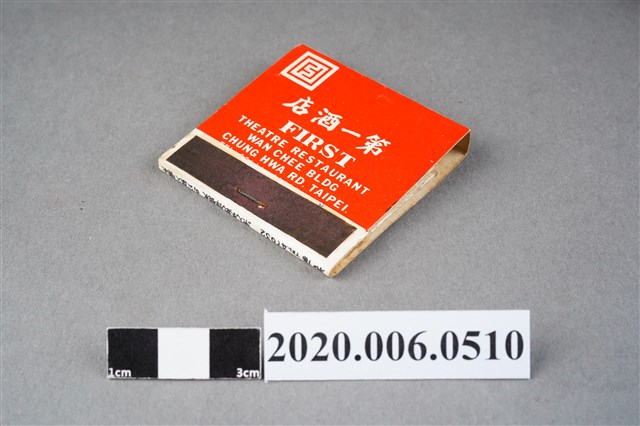 店酒一第
FIRST
THEATRE RESTAURANT
WAN CHEE BLDG
CHUNG HWA RD. TAIPEI.
1cm 3cm
2020.006.0510